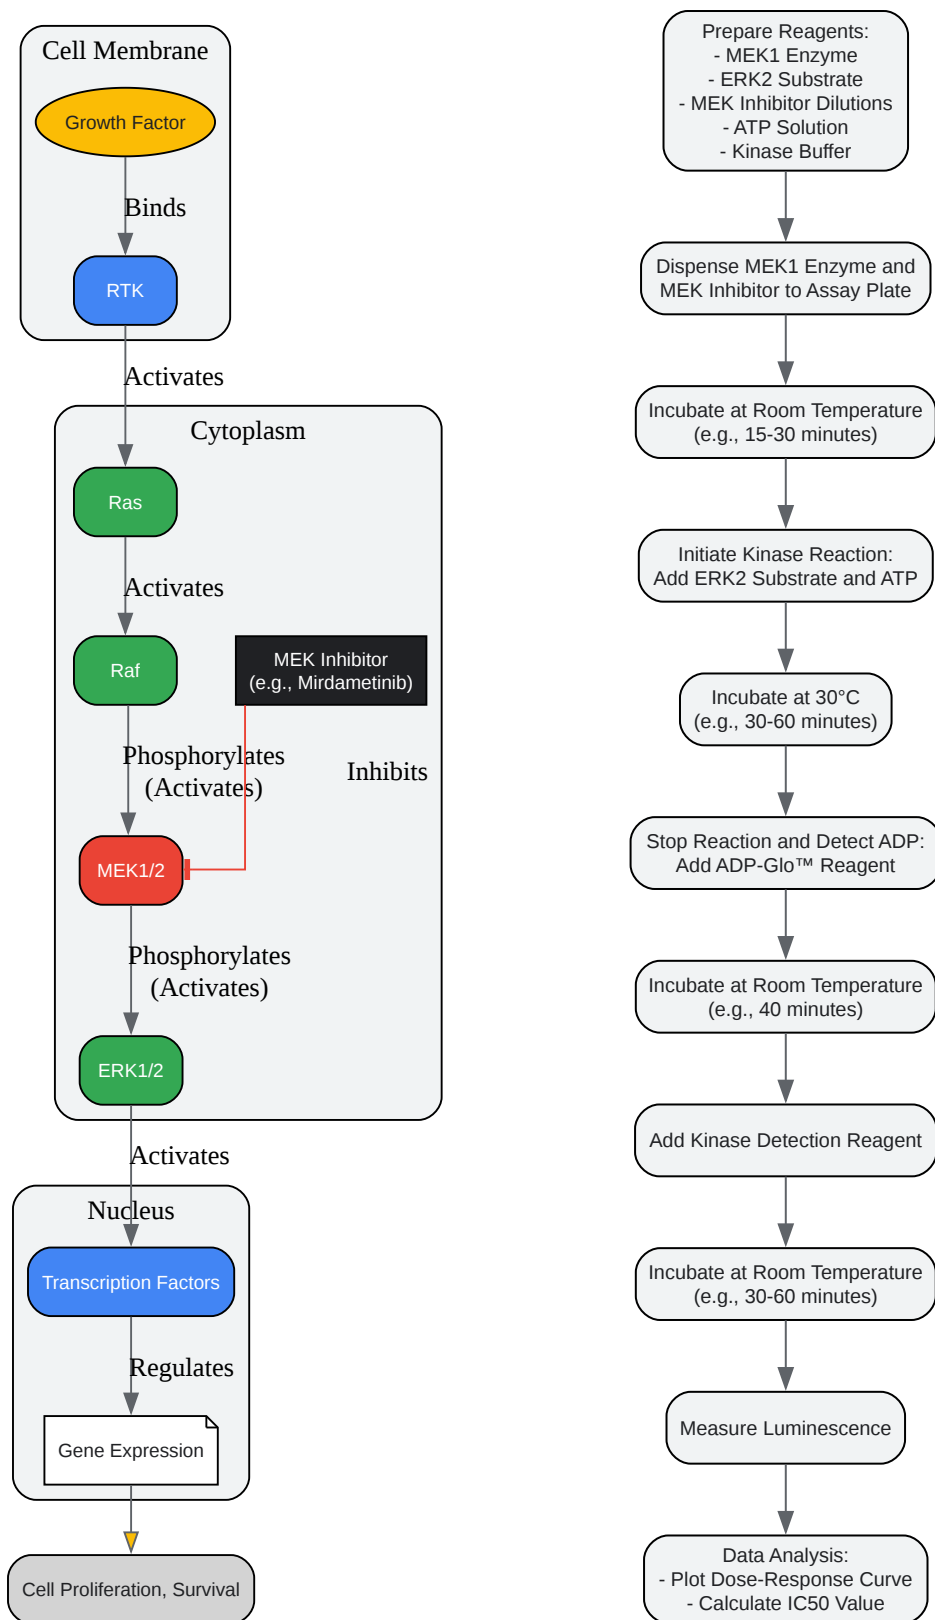 Cell Membrane
Growth Factor
Binds
RTK
Activates
Cytoplasm
Ras
Activates
Raf
MEK Inhibitor
(e.g., Mirdametinib)
Phosphorylates
(Activates)
Inhibits
MEK1/2
Phosphorylates
(Activates)
ERK1/2
Activates
Nucleus
Transcription Factors
Regulates
Gene Expression
Cell Proliferation, Survival
Prepare Reagents:
- MEK1 Enzyme
- ERK2 Substrate
- MEK Inhibitor Dilutions
- ATP Solution
- Kinase Buffer
Dispense MEK1 Enzyme and
MEK Inhibitor to Assay Plate
Incubate at Room Temperature
(e.g., 15-30 minutes)
Initiate Kinase Reaction:
Add ERK2 Substrate and ATP
Incubate at 30°C
(e.g., 30-60 minutes)
Stop Reaction and Detect ADP:
Add ADP-Glo™ Reagent
Incubate at Room Temperature
(e.g., 40 minutes)
Add Kinase Detection Reagent
Incubate at Room Temperature
(e.g., 30-60 minutes)
Measure Luminescence
Data Analysis:
- Plot Dose-Response Curve
- Calculate IC50 Value